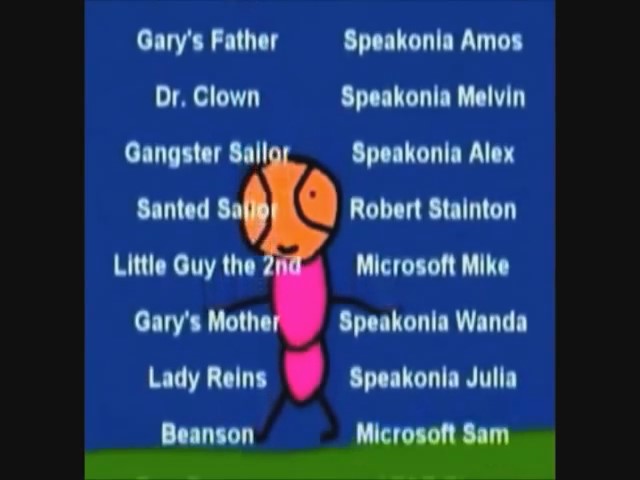 Gary's Father Speakonia Amos
Dr. Clown Speakonia Melvin
Gangster Sailor Speakonia Alex
Santed Sailor Robert Stainton
Little Guy the 2nd Microsoft Mike
Gary's Mother Speakonia Wanda
Lady Reins Speakonia Julia
Beanson Microsoft Sam